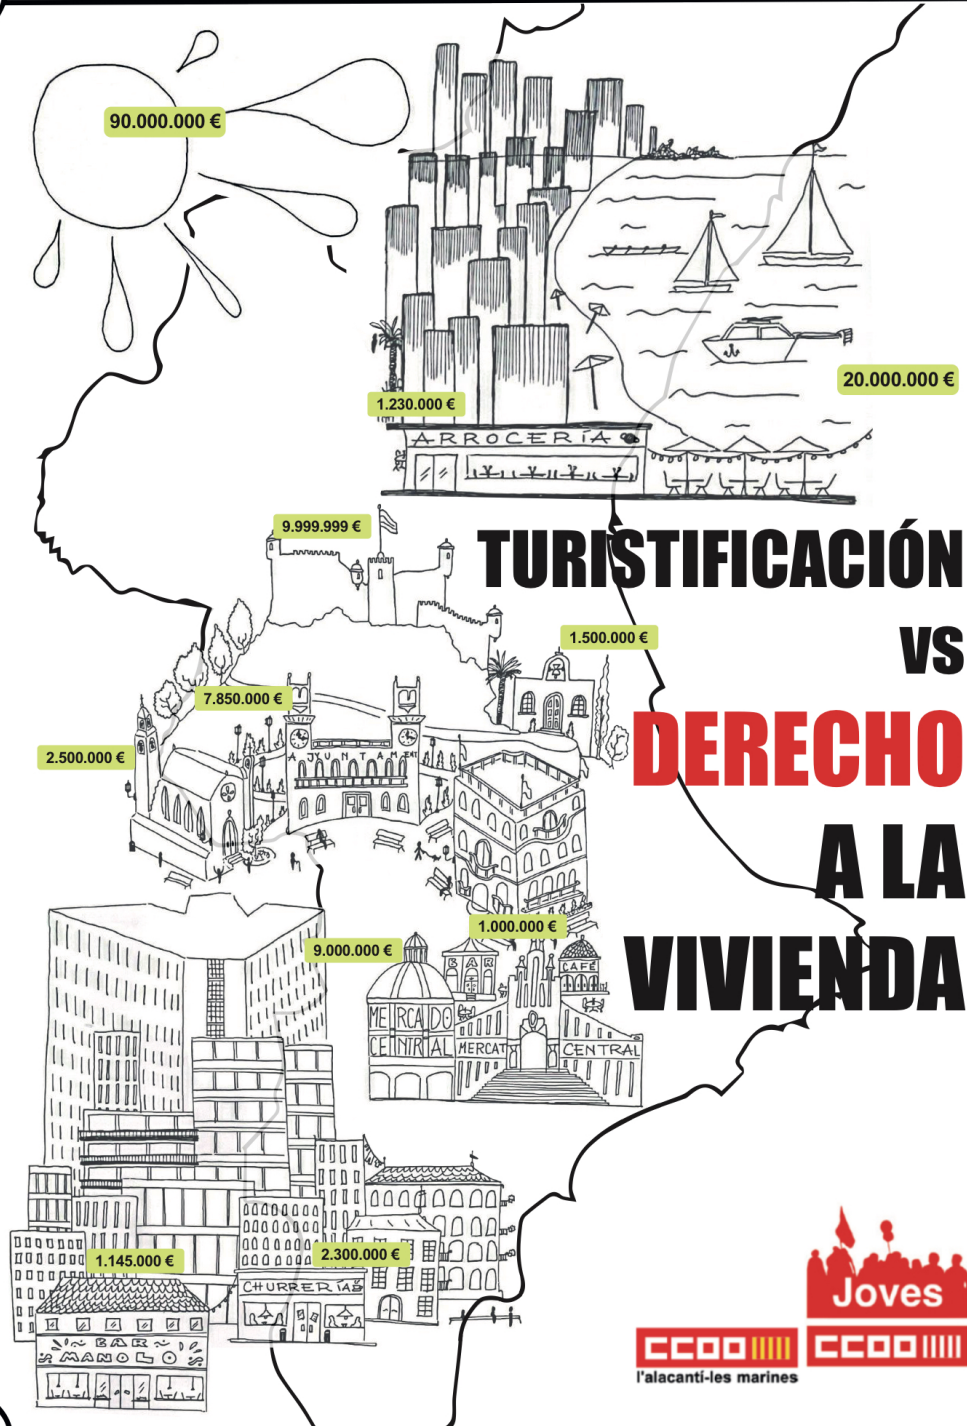 90.000.000 €
20.000.000 €
1.230.000 €
ARROCERÍA
9.999.999 €
TURISTIFICACIÓN
VS
DERECHO
A LA
VIVIENDA
1.500.000 €
7.850.000 €
2.500.000 €
AJUNTAMENT
1.000.000 €
9.000.000 €
BAR
CAFÉ
MERCADO
CENTRAL
MERCAT CENTRAL
1.145.000 €
2.300.000 €
CHURRERÍAS
BAR
MANOLO
Joves
CCOO
CCOO
l'alacantí-les marines